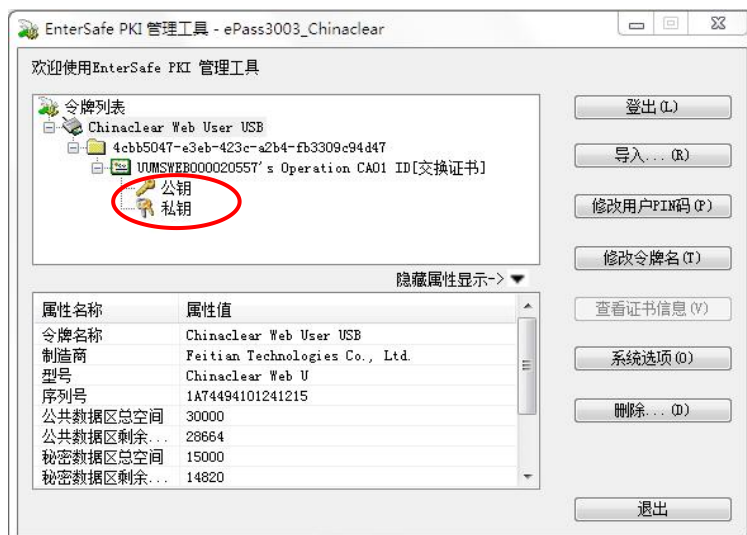 EnterSafe PKI 管理工具 - ePass3003_Chinaclear
欢迎使用EnterSafe PKI 管理工具
令牌列表
Chinaclear Web User USB
4cbb5047-e3eb-423c-a2b4-fb3309c94d47
UUMSWEB000020557's Operation CA01 ID[交换证书]
公钥
私钥
隐藏属性显示->
属性名称 属性值
令牌名称 Chinaclear Web User USB
制造商 Feitian Technologies Co., Ltd.
型号 Chinaclear Web U
序列号 1A74494101241215
公共数据区总空间 30000
公共数据区剩余... 28664
秘密数据区总空间 15000
秘密数据区剩余... 14820
登出(L)
导入...(R)
修改用户PIN码(P)
修改令牌名(T)
查看证书信息(V)
系统选项(O)
删除...(D)
退出